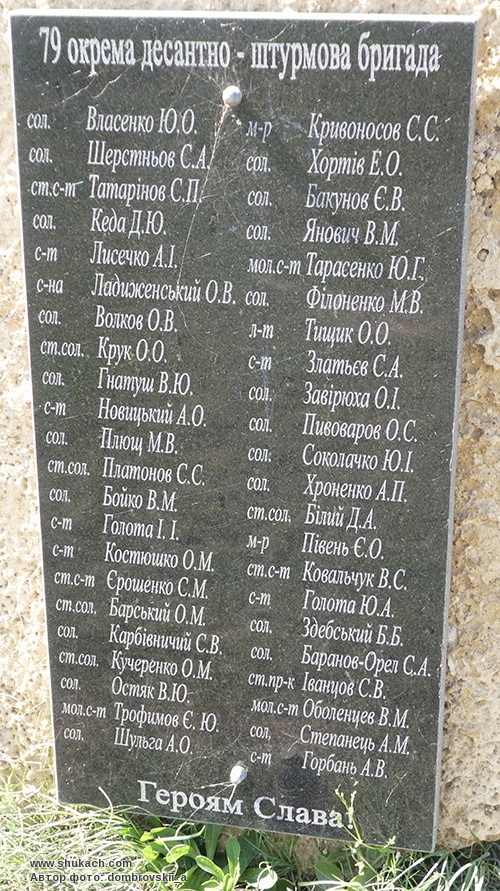 79 окрема десантно - штурмова бригада
сол. Власенко Ю.О.
сол. Шерстньов С.А.
ст.с-т Татарінов С.П.
сол. Кеда Д.Ю.
с-т Лисечко А.І.
с-на Ладиженський О.В.
сол. Волков О.В.
ст.сол. Крук О.О.
сол. Гнатуш В.Ю.
с-т Новицький А.О.
сол. Плющ М.В.
ст.сол. Платонов С.С.
сол. Бойко В.М.
с-т Голота І. І.
с-т Костюшко О.М.
ст.с-т Єрошенко С.М.
ст.сол. Барський О.М.
сол. Карбівничий С.В.
ст.сол. Кучеренко О.М.
сол. Остяк В.Ю.
мол.с-т Трофимов Є. Ю.
сол. Шульга А.О.
м-р Кривоносов С.С.
сол. Хортів Е.О.
сол. Бакунов Є.В.
сол. Янович В.М.
мол.с-т Тарасенко Ю.Г.
сол. Філоненко М.В.
л-т Тищик О.О.
с-т Златьєв С.А.
сол. Завірюха О.І.
сол. Пивоваров О.С.
сол. Соколачко Ю.І.
сол. Хроненко А.П.
ст.сол. Білий Д.А.
м-р Півень Є.О.
ст.с-т Ковальчук В.С.
с-т Голота Ю.А.
сол. Здебський Б.Б.
сол. Баранов-Орел С.А.
ст.пр-к Іванцов С.В.
мол.с-т Оболенцев В.М.
сол. Степанець А.М.
с-т Горбань А.В.
Героям Слава!
www.shukach.com
Автор фото: dombrovskii_a